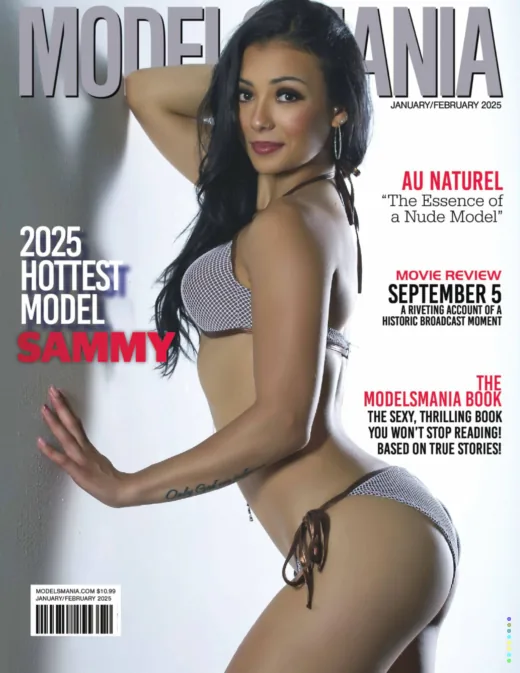 MODELSMANIA
JANUARY/FEBRUARY 2025
AU NATUREL
“The Essence of
a Nude Model”
2025
HOTTEST
MODEL
SAMMY
MOVIE REVIEW
SEPTEMBER 5
A RIVETING ACCOUNT OF A
HISTORIC BROADCAST MOMENT
THE
MODELSMANIA BOOK
THE SEXY, THRILLING BOOK
YOU WON'T STOP READING!
BASED ON TRUE STORIES!
Only God
MODELSMANIA.COM $10.99
JANUARY/FEBRUARY 2025